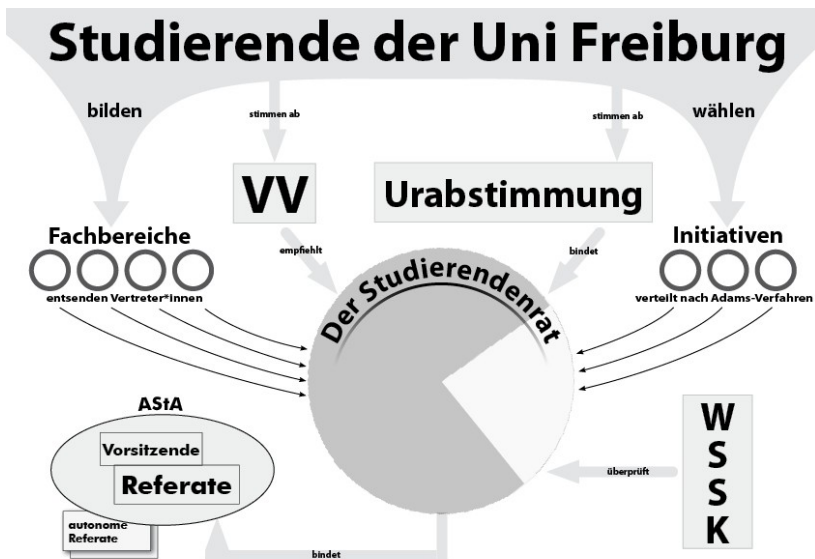 Studierende der Uni Freiburg
bilden
stimmen ab
stimmen ab
wählen
VV
Urabstimmung
Fachbereiche
empfiehlt
bindet
Initiativen
entsenden Vertreter*innen
Der Studierendenrat
verteilt nach Adams-Verfahren
AStA
Vorsitzende
Referate
autonome
Referate
überprüft
W
S
S
K
bindet